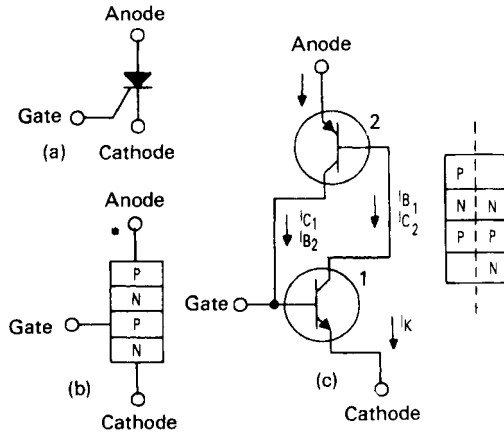 Anode
Gate
(a)
Cathode
Anode
P
N
P
N
Gate
(b)
Cathode
Anode
2
IC1
IB2
IB1
IC2
1
Gate
IK
(c)
Cathode
P
N N
P P
N